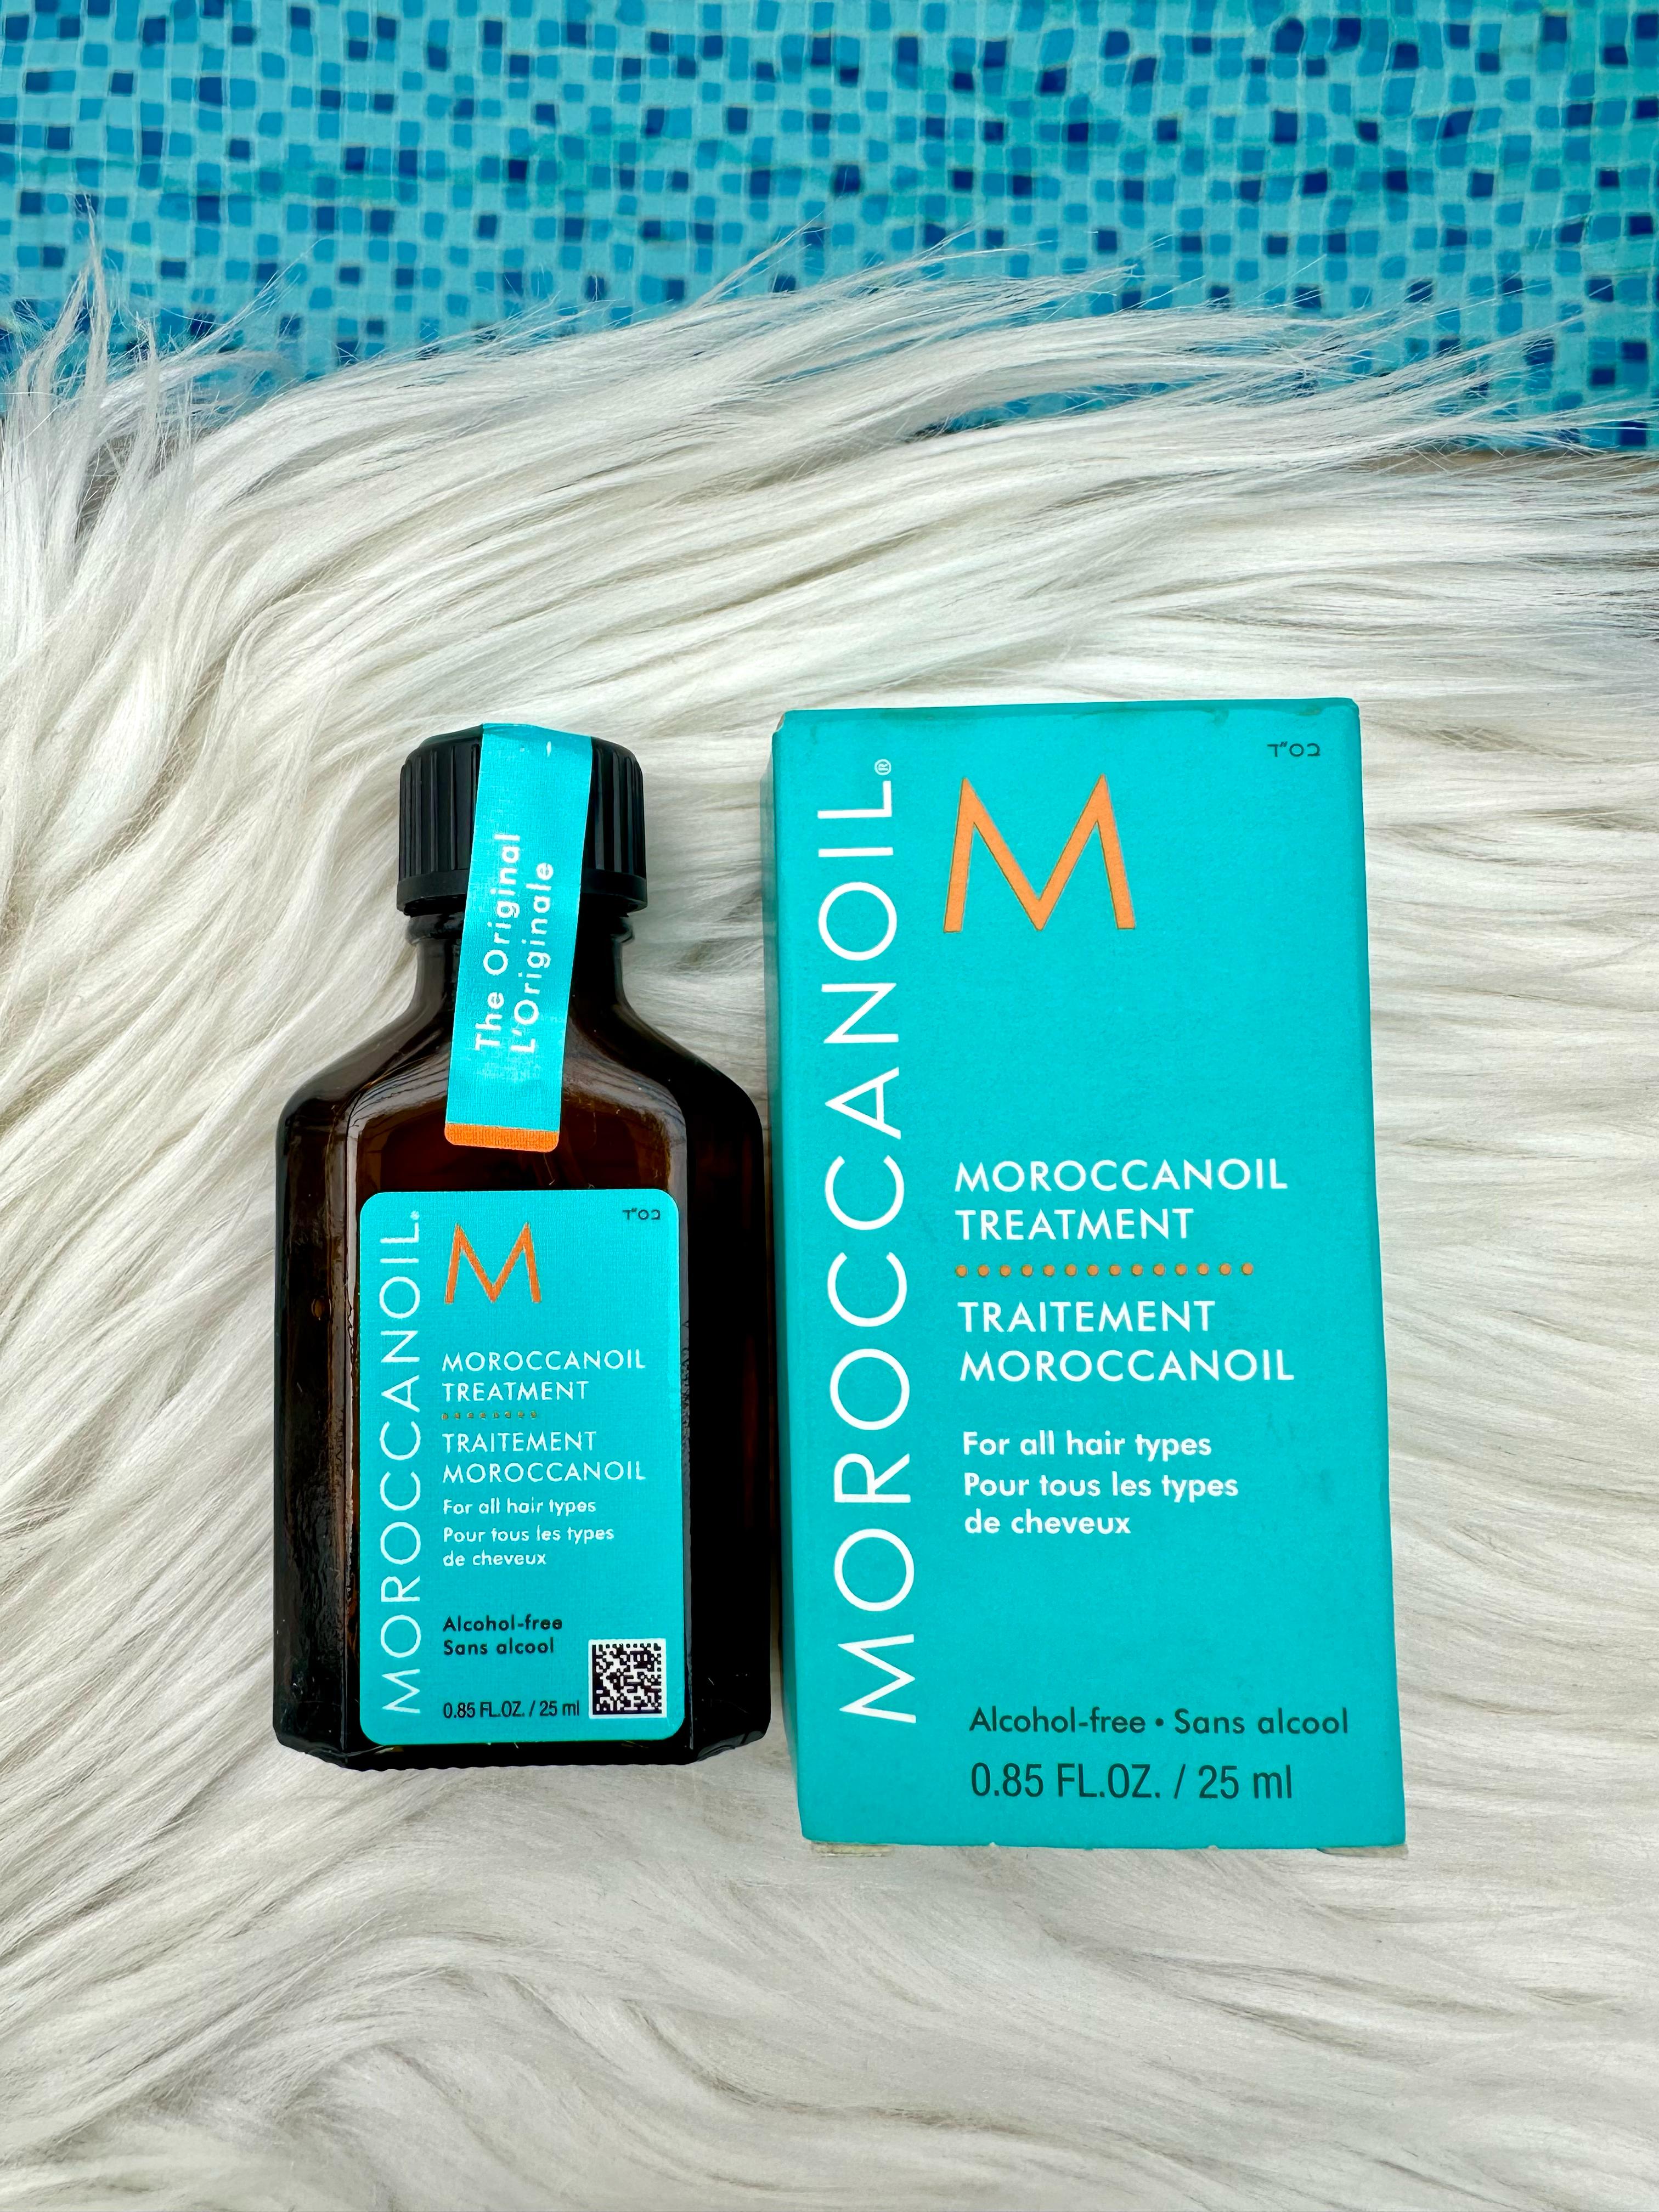 The Original
L'Originale
בס"ד
MOROCCANOIL®
M
MOROCCANOIL
TREATMENT
TRAITEMENT
MOROCCANOIL
For all hair types
Pour tous les types
de cheveux
Alcohol-free
Sans alcool
0.85 FL.OZ. / 25 ml
בס"ד
MOROCCANOIL®
M
MOROCCANOIL
TREATMENT
TRAITEMENT
MOROCCANOIL
For all hair types
Pour tous les types
de cheveux
Alcohol-free • Sans alcool
0.85 FL.OZ. / 25 ml